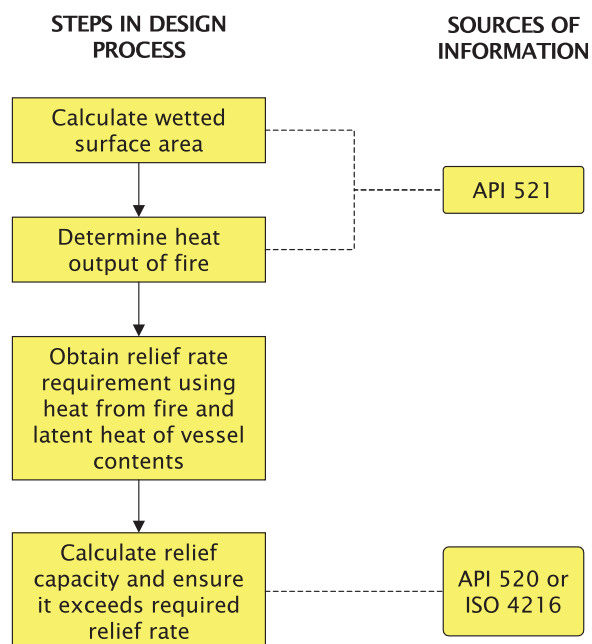 STEPS IN DESIGN
PROCESS
SOURCES OF
INFORMATION
Calculate wetted
surface area
API 521
Determine heat
output of fire
Obtain relief rate
requirement using
heat from fire and
latent heat of vessel
contents
Calculate relief
capacity and ensure
it exceeds required
relief rate
API 520 or
ISO 4216